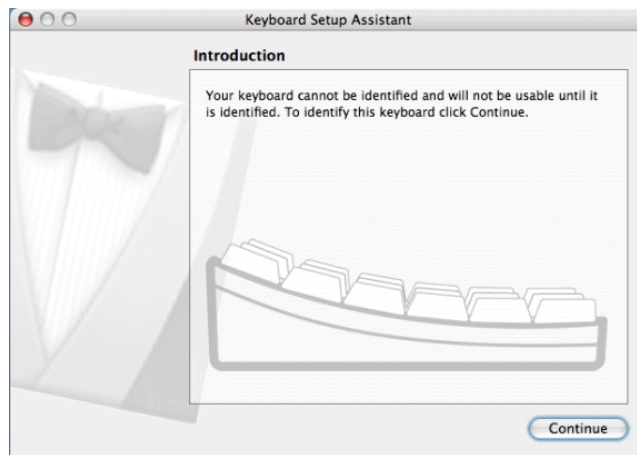 Keyboard Setup Assistant
Introduction
Your keyboard cannot be identified and will not be usable until it
is identified. To identify this keyboard click Continue.
Continue